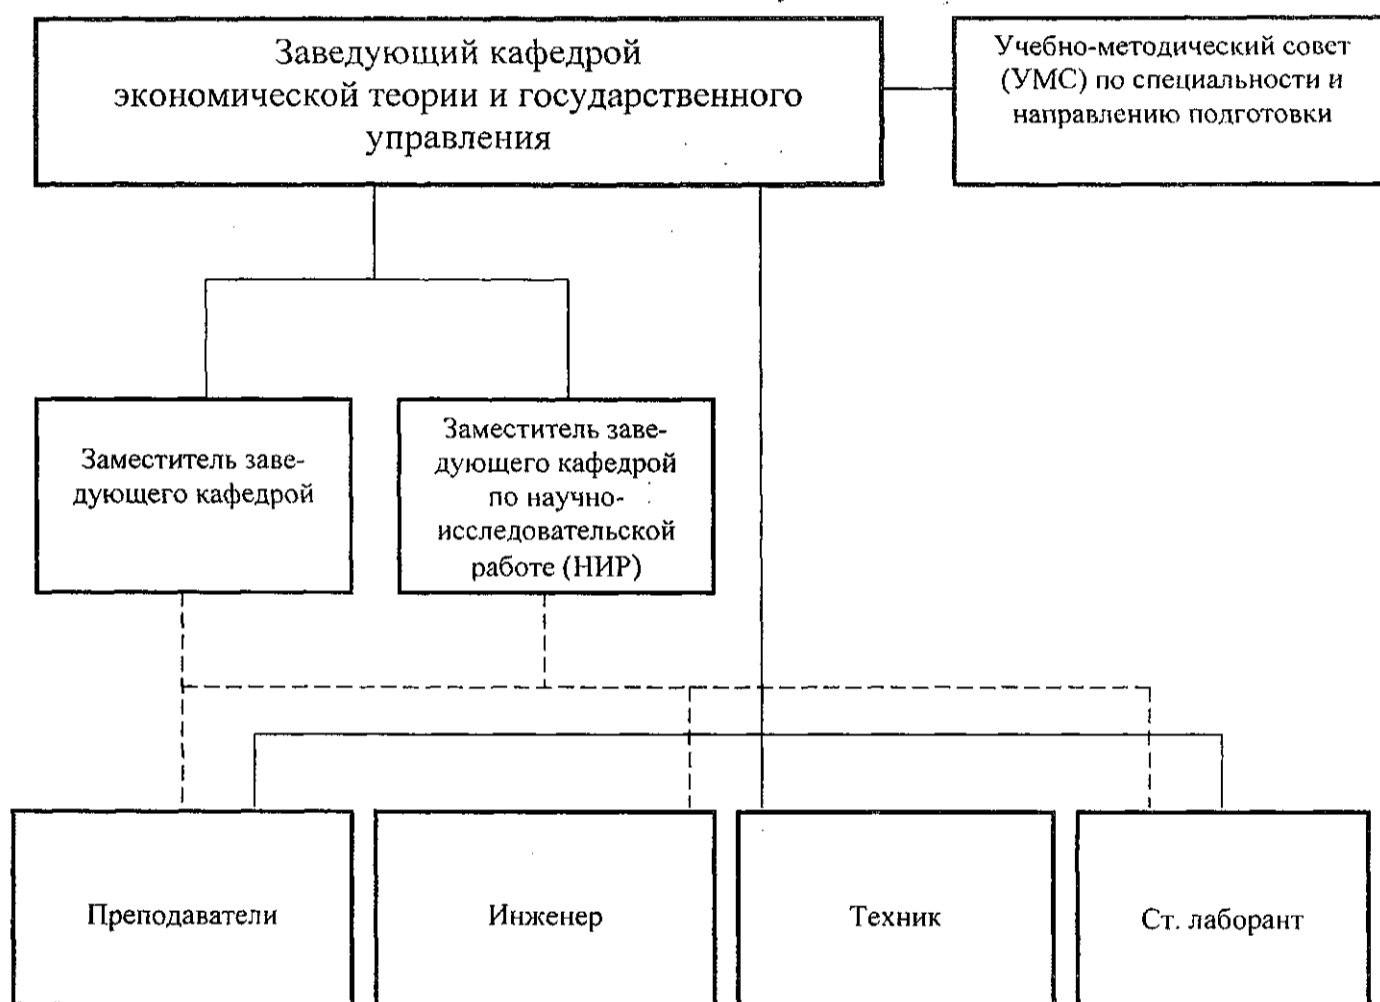 Заведующий кафедрой
экономической теории и государственного
управления
Учебно-методический совет
(УМС) по специальности и
направлению подготовки
Заместитель заве-
дующего кафедрой
Заместитель заве-
дующего кафедрой
по научно-
исследовательской
работе (НИР)
Преподаватели
Инженер
Техник
Ст. лаборант